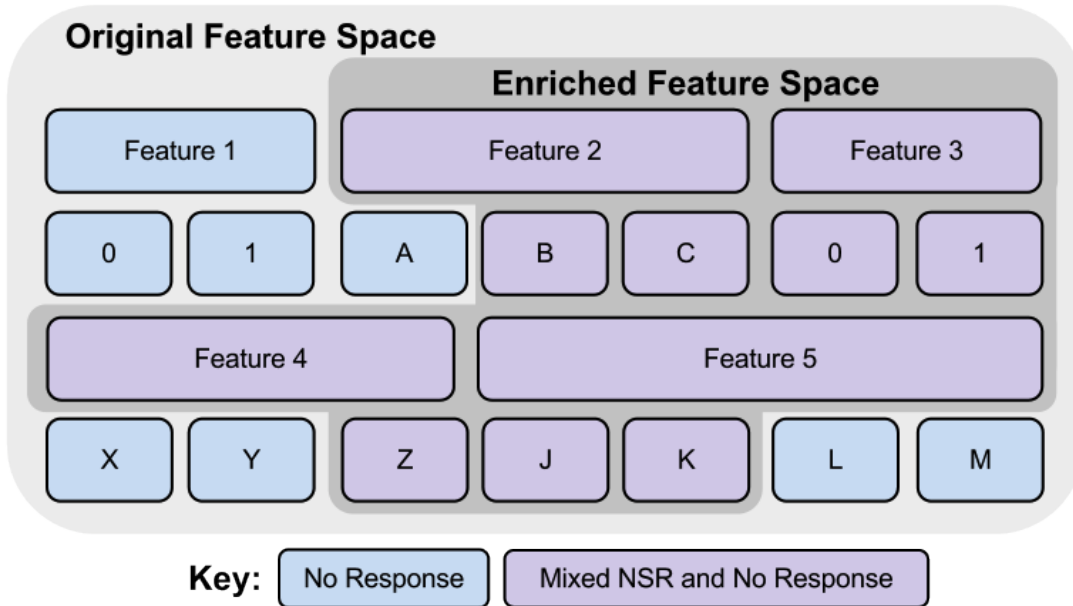 Original Feature Space
Enriched Feature Space
Feature 1 Feature 2 Feature 3
0 1 A B C 0 1
Feature 4 Feature 5
X Y Z J K L M
Key: No Response Mixed NSR and No Response